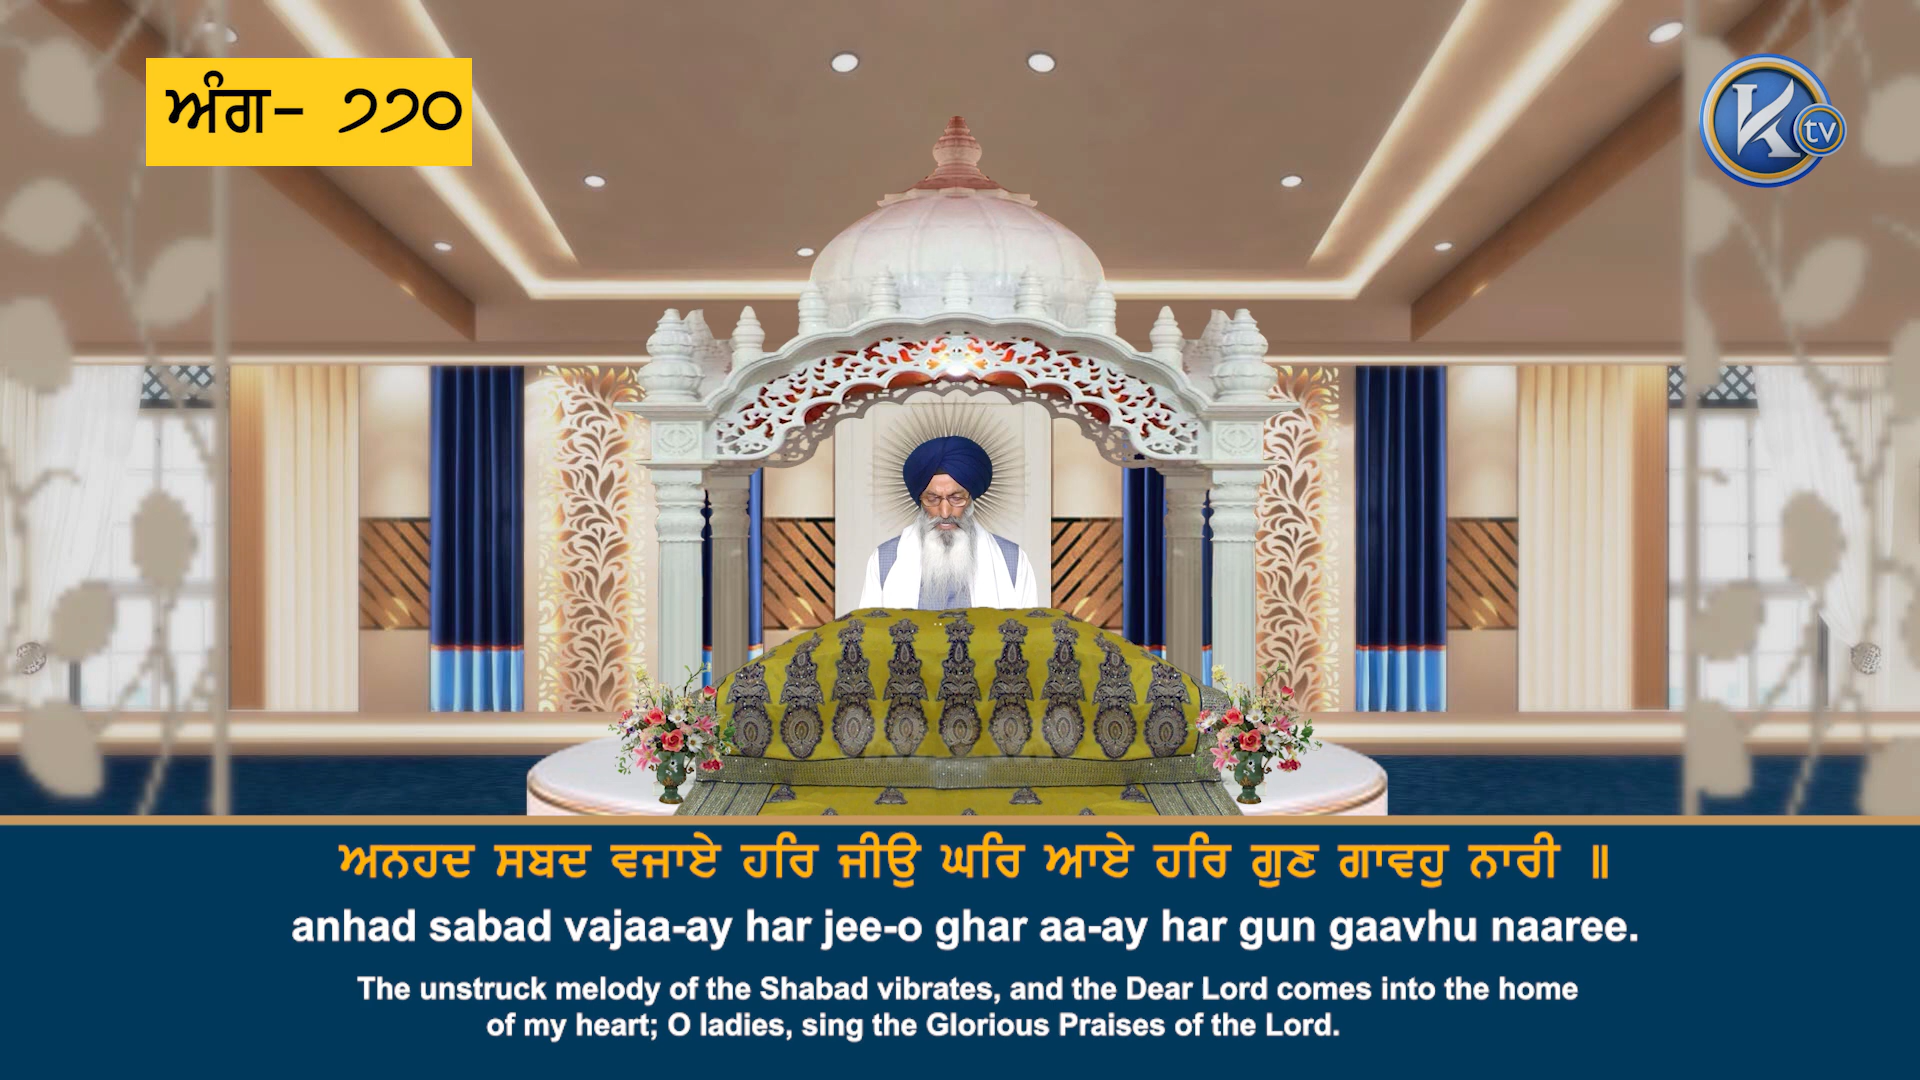 ਅੰਗ- ੭੭੦
K tv
ਅਨਹਦ ਸਬਦ ਵਜਾਏ ਹਰਿ ਜੀਉ ਘਰਿ ਆਏ ਹਰਿ ਗੁਣ ਗਾਵਹੁ ਨਾਰੀ ॥
anhad sabad vajaa-ay har jee-o ghar aa-ay har gun gaavhu naaree.
The unstruck melody of the Shabad vibrates, and the Dear Lord comes into the home
of my heart; O ladies, sing the Glorious Praises of the Lord.